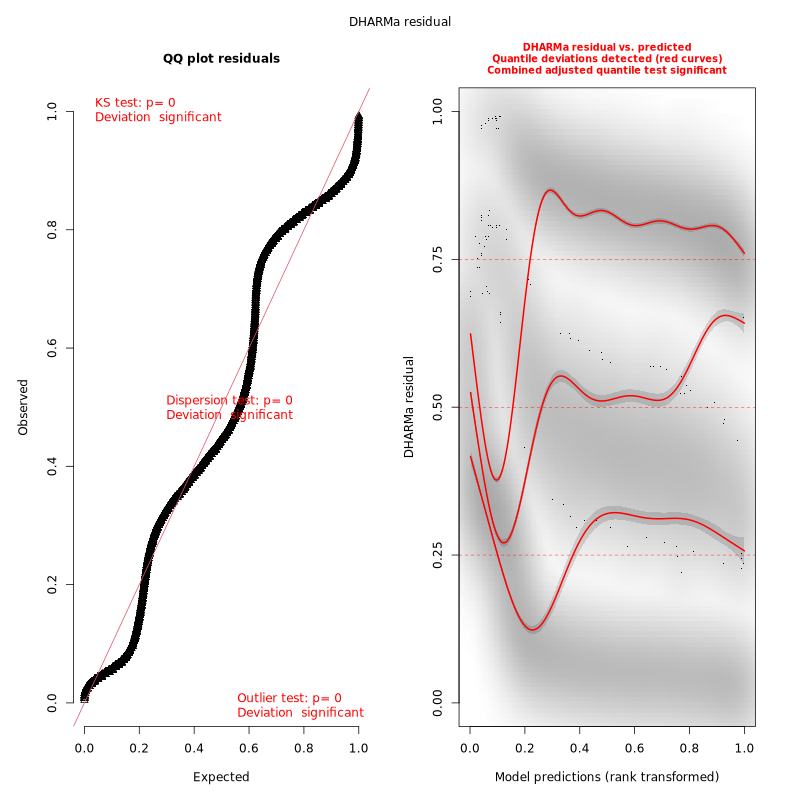 DHARMa residual
QQ plot residuals
KS test: p= 0
Deviation  significant
Dispersion test: p= 0
Deviation  significant
Outlier test: p= 0
Deviation  significant
Observed
0.0 0.2 0.4 0.6 0.8 1.0
0.0 0.2 0.4 0.6 0.8 1.0
Expected
DHARMa residual vs. predicted
Quantile deviations detected (red curves)
Combined adjusted quantile test significant
DHARMa residual
0.00 0.25 0.50 0.75 1.00
0.0 0.2 0.4 0.6 0.8 1.0
Model predictions (rank transformed)